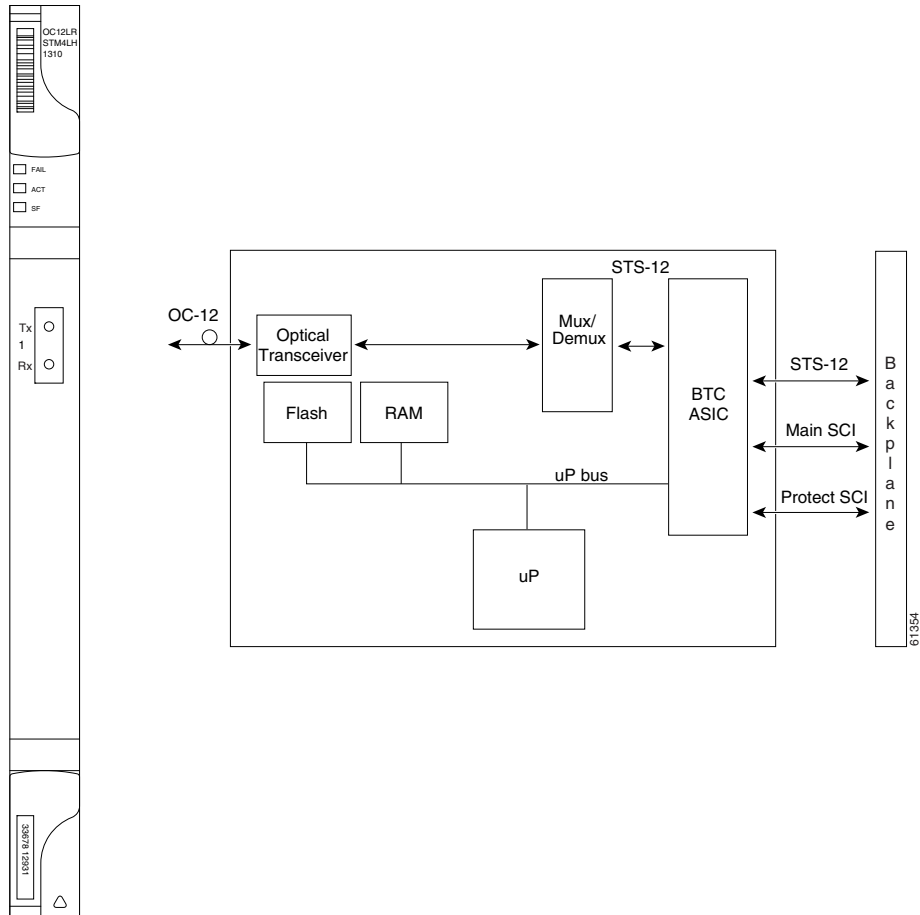 OC12LR
STM4LH
1310
FAIL
ACT
SF
Tx
1
Rx
33678 12931
OC-12
Optical
Transceiver
Flash
RAM
uP bus
uP
STS-12
Mux/
Demux
BTC
ASIC
STS-12
Main SCI
Protect SCI
Backplane
61354